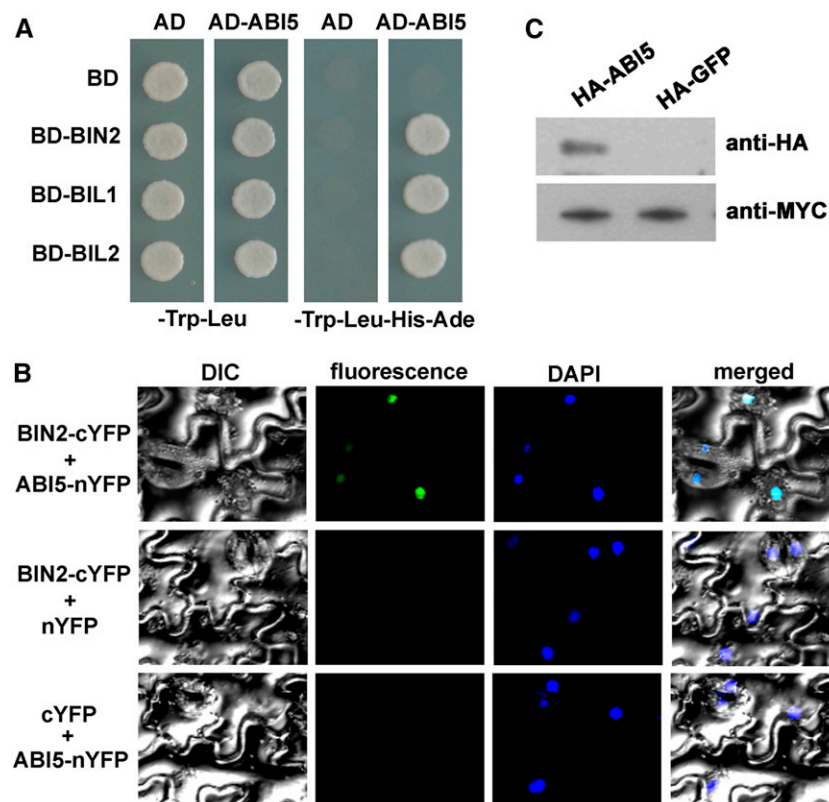 A
AD AD-ABI5 AD AD-ABI5
BD
BD-BIN2
BD-BIL1
BD-BIL2
-Trp-Leu -Trp-Leu-His-Ade
C
HA-ABI5 HA-GFP
anti-HA
anti-MYC
B
DIC fluorescence DAPI merged
BIN2-cYFP
+
ABI5-nYFP
BIN2-cYFP
+
nYFP
cYFP
+
ABI5-nYFP